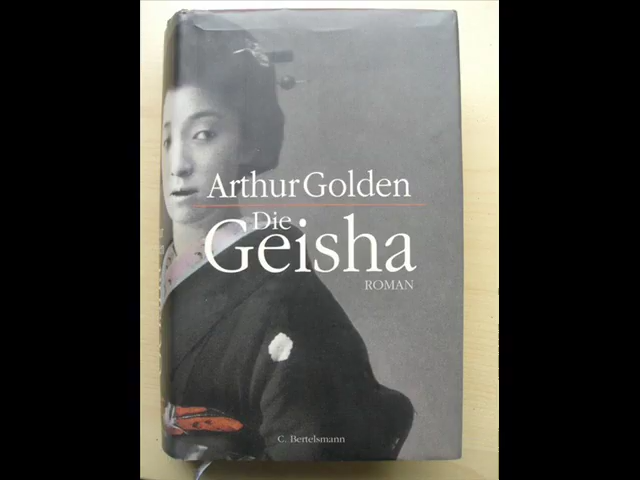 Arthur Golden
Die
Geisha
ROMAN
C. Bertelsmann